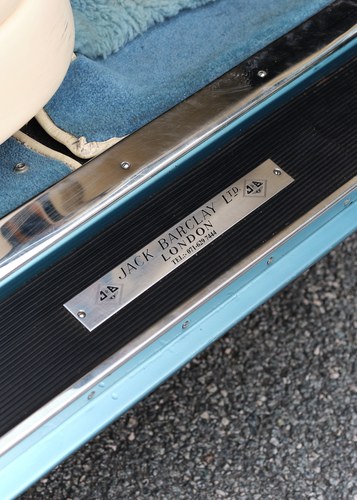 JACK BARCLAY LTD.
LONDON
TEL:- 071-629 7444